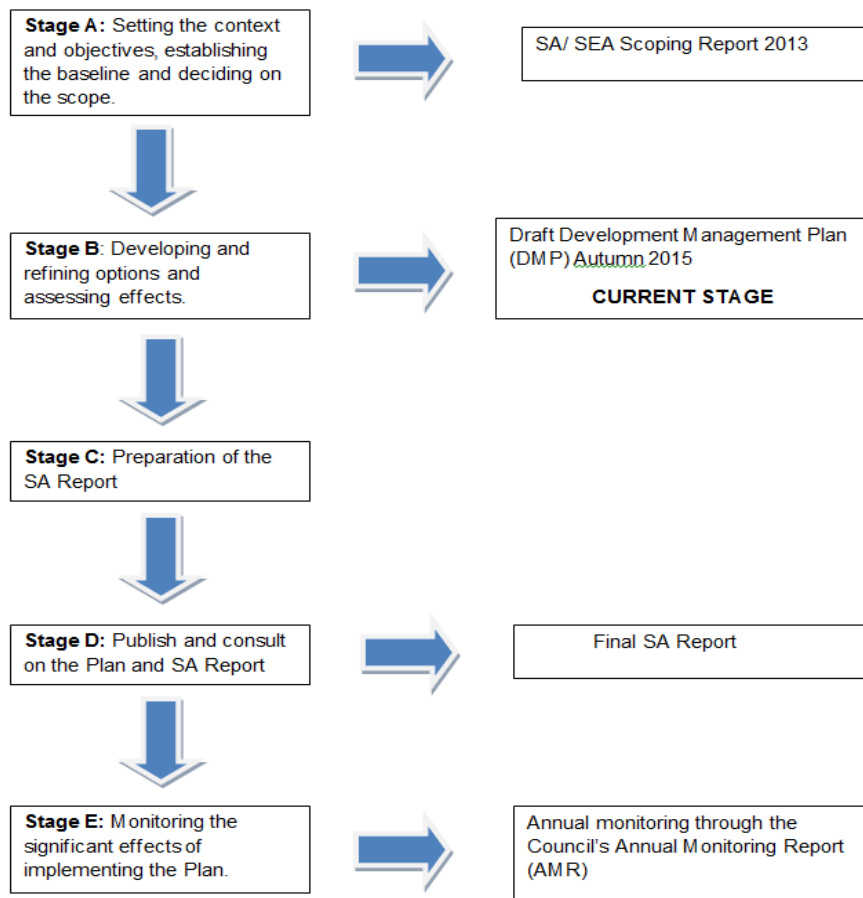 Stage A: Setting the context
and objectives, establishing
the baseline and deciding on
the scope.
SA/ SEA Scoping Report 2013
Stage B: Developing and
refining options and
assessing effects.
Draft Development Management Plan
(DMP) Autumn 2015
CURRENT STAGE
Stage C: Preparation of the
SA Report
Stage D: Publish and consult
on the Plan and SA Report
Final SA Report
Stage E: Monitoring the
significant effects of
implementing the Plan.
Annual monitoring through the
Council's Annual Monitoring Report
(AMR)